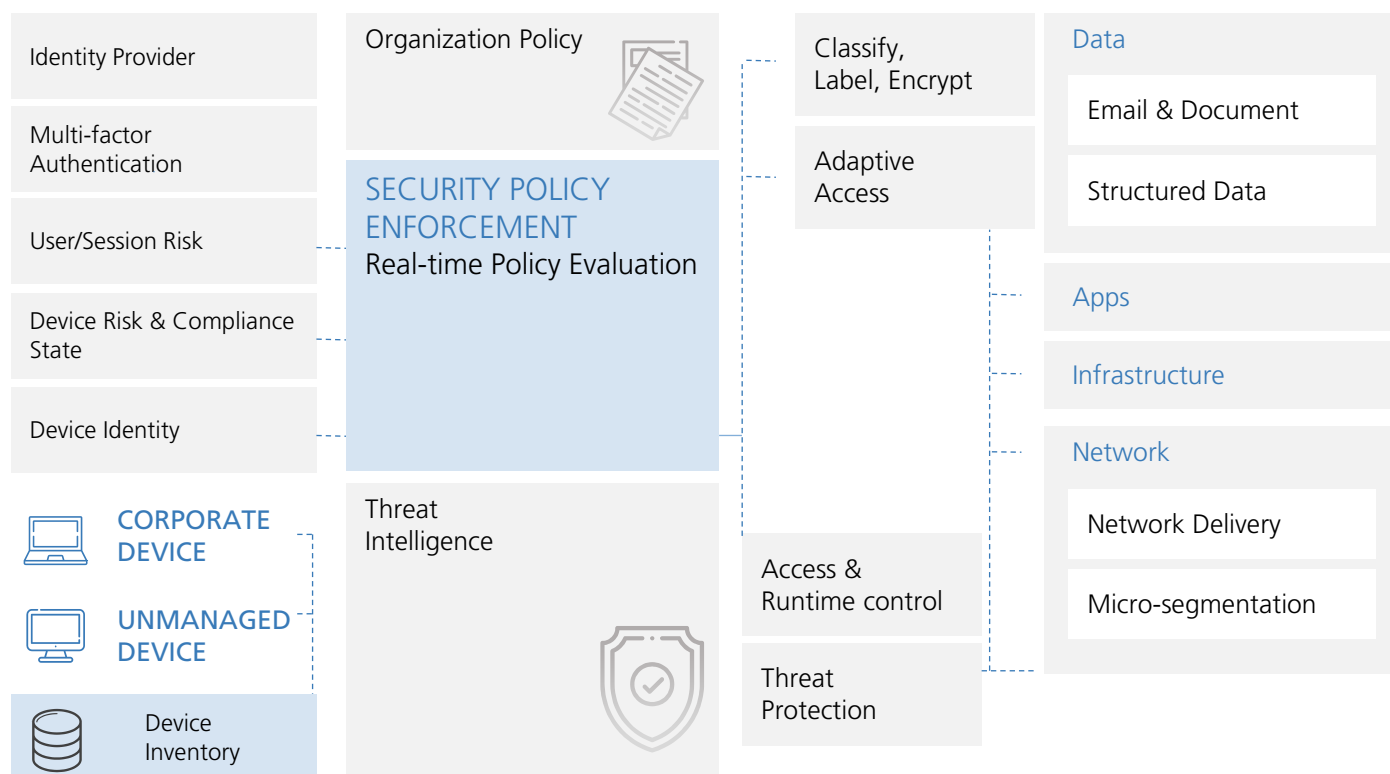 Identity Provider
Multi-factor
Authentication
User/Session Risk
Device Risk & Compliance
State
Device Identity
CORPORATE
DEVICE
UNMANAGED
DEVICE
Device
Inventory
Organization Policy
SECURITY POLICY
ENFORCEMENT
Real-time Policy Evaluation
Threat
Intelligence
Classify,
Label, Encrypt
Adaptive
Access
Access &
Runtime control
Threat
Protection
Data
Email & Document
Structured Data
Apps
Infrastructure
Network
Network Delivery
Micro-segmentation